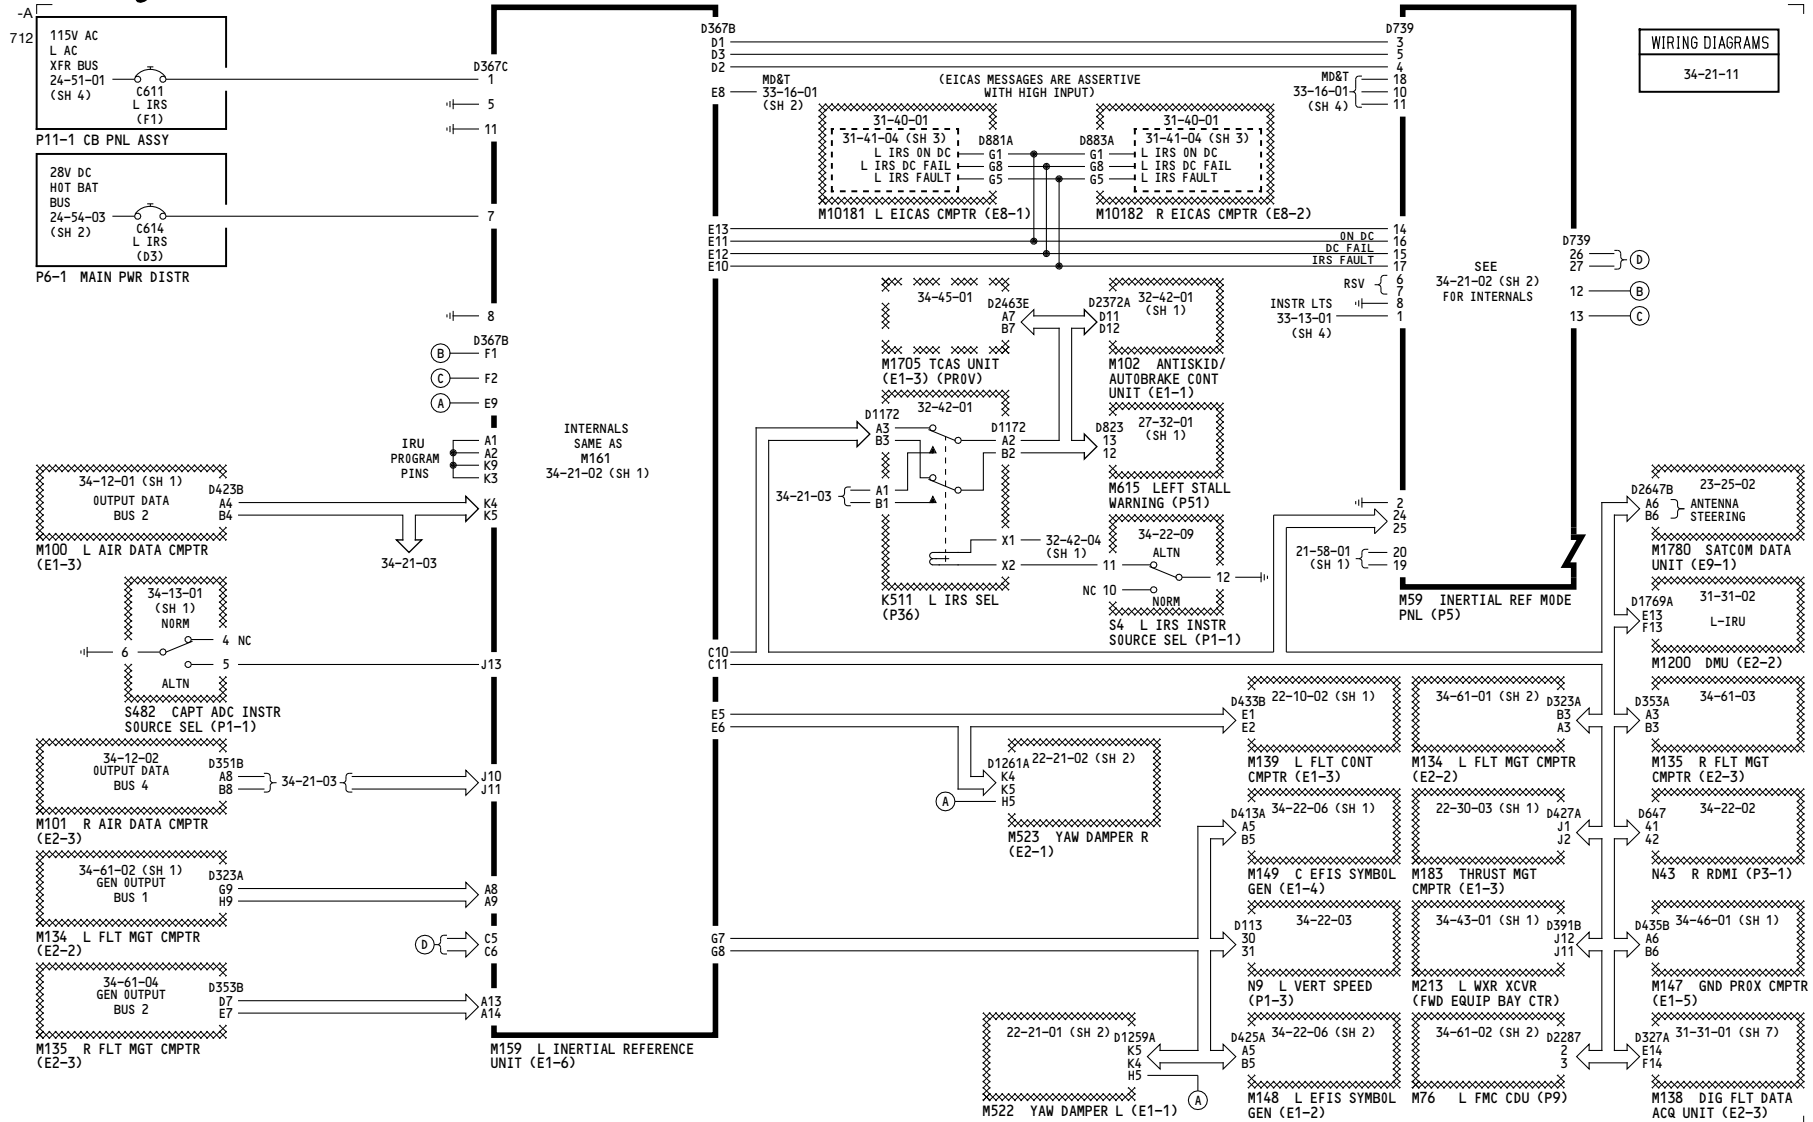 -A
712
115V AC
L AC
XFR BUS
24-51-01
(SH 4)
C611
L IRS
(F1)
P11-1 CB PNL ASSY
28V DC
HOT BAT
BUS
24-54-03
(SH 2)
C614
L IRS
(D3)
P6-1 MAIN PWR DISTR
D367C
1
5
11
7
8
D367B
B F1
C F2
A E9
IRU
PROGRAM
PINS
A1
A2
K9
K3
34-12-01 (SH 1)
OUTPUT DATA
BUS 2
D423B
A4
B4
K4
K5
34-21-03
M100 L AIR DATA CMPTR
(E1-3)
34-13-01
(SH 1)
NORM
4 NC
6
5
J13
ALTN
S482 CAPT ADC INSTR
SOURCE SEL (P1-1)
34-12-02
OUTPUT DATA
BUS 4
D351B
A8
B8
34-21-03
J10
J11
M101 R AIR DATA CMPTR
(E2-3)
34-61-02 (SH 1)
GEN OUTPUT
BUS 1
D323A
G9
H9
A8
A9
M134 L FLT MGT CMPTR
(E2-2)
D
C5
C6
34-61-04
GEN OUTPUT
BUS 2
D353B
D7
E7
A13
A14
M135 R FLT MGT CMPTR
(E2-3)
INTERNALS
SAME AS
M161
34-21-02 (SH 1)
M159 L INERTIAL REFERENCE
UNIT (E1-6)
D367B
D1
D3
D2
E8
MD&T
33-16-01
(SH 2)
(EICAS MESSAGES ARE ASSERTIVE
WITH HIGH INPUT)
31-40-01
31-41-04 (SH 3)
L IRS ON DC
L IRS DC FAIL
L IRS FAULT
D881A
G1
G8
G5
M10181 L EICAS CMPTR (E8-1)
D883A
G1
G8
G5
31-40-01
31-41-04 (SH 3)
L IRS ON DC
L IRS DC FAIL
L IRS FAULT
M10182 R EICAS CMPTR (E8-2)
E13
E11
E12
E10
ON DC
DC FAIL
IRS FAULT
34-45-01
D2463E
A7
B7
M1705 TCAS UNIT
(E1-3) (PROV)
D2372A
D11
D12
32-42-01
(SH 1)
M102 ANTISKID/
AUTOBRAKE CONT
UNIT (E1-1)
32-42-01
D1172
A3
B3
34-21-03
A1
B1
D1172
A2
B2
X1
X2
32-42-04
(SH 1)
K511 L IRS SEL
(P36)
D823
13
12
27-32-01
(SH 1)
M615 LEFT STALL
WARNING (P51)
34-22-09
ALTN
11
12
NC 10
NORM
S4 L IRS INSTR
SOURCE SEL (P1-1)
C10
C11
E5
E6
D1261A
K4
K5
H5
A
22-21-02 (SH 2)
M523 YAW DAMPER R
(E2-1)
G7
G8
22-21-01 (SH 2)
D1259A
K5
K4
H5
A
M522 YAW DAMPER L (E1-1)
D433B
E1
E2
22-10-02 (SH 1)
M139 L FLT CONT
CMPTR (E1-3)
D413A
A5
B5
34-22-06 (SH 1)
M149 C EFIS SYMBOL
GEN (E1-4)
D113
30
31
34-22-03
N9 L VERT SPEED
(P1-3)
D425A
A5
B5
34-22-06 (SH 2)
M148 L EFIS SYMBOL
GEN (E1-2)
D739
3
5
4
MD&T
33-16-01
(SH 4)
18
10
11
14
16
15
17
RSV
6
7
8
INSTR LTS
33-13-01
(SH 4)
1
2
24
25
21-58-01
(SH 1)
20
19
SEE
34-21-02 (SH 2)
FOR INTERNALS
D739
26
27
D
12 B
13 C
M59 INERTIAL REF MODE
PNL (P5)
WIRING DIAGRAMS
34-21-11
D2647B
A6
B6
23-25-02
ANTENNA
STEERING
M1780 SATCOM DATA
UNIT (E9-1)
D1769A
E13
F13
31-31-02
L-IRU
M1200 DMU (E2-2)
34-61-01 (SH 2)
D323A
B3
A3
M134 L FLT MGT CMPTR
(E2-2)
D353A
A3
B3
34-61-03
M135 R FLT MGT
CMPTR (E2-3)
22-30-03 (SH 1)
D427A
J1
J2
M183 THRUST MGT
CMPTR (E1-3)
D647
41
42
34-22-02
N43 R RDMI (P3-1)
34-43-01 (SH 1)
D391B
J12
J11
M213 L WXR XCVR
(FWD EQUIP BAY CTR)
D435B
A6
B6
34-46-01 (SH 1)
M147 GND PROX CMPTR
(E1-5)
34-61-02 (SH 2)
D2287
2
3
M76 L FMC CDU (P9)
D327A
E14
F14
31-31-01 (SH 7)
M138 DIG FLT DATA
ACQ UNIT (E2-3)